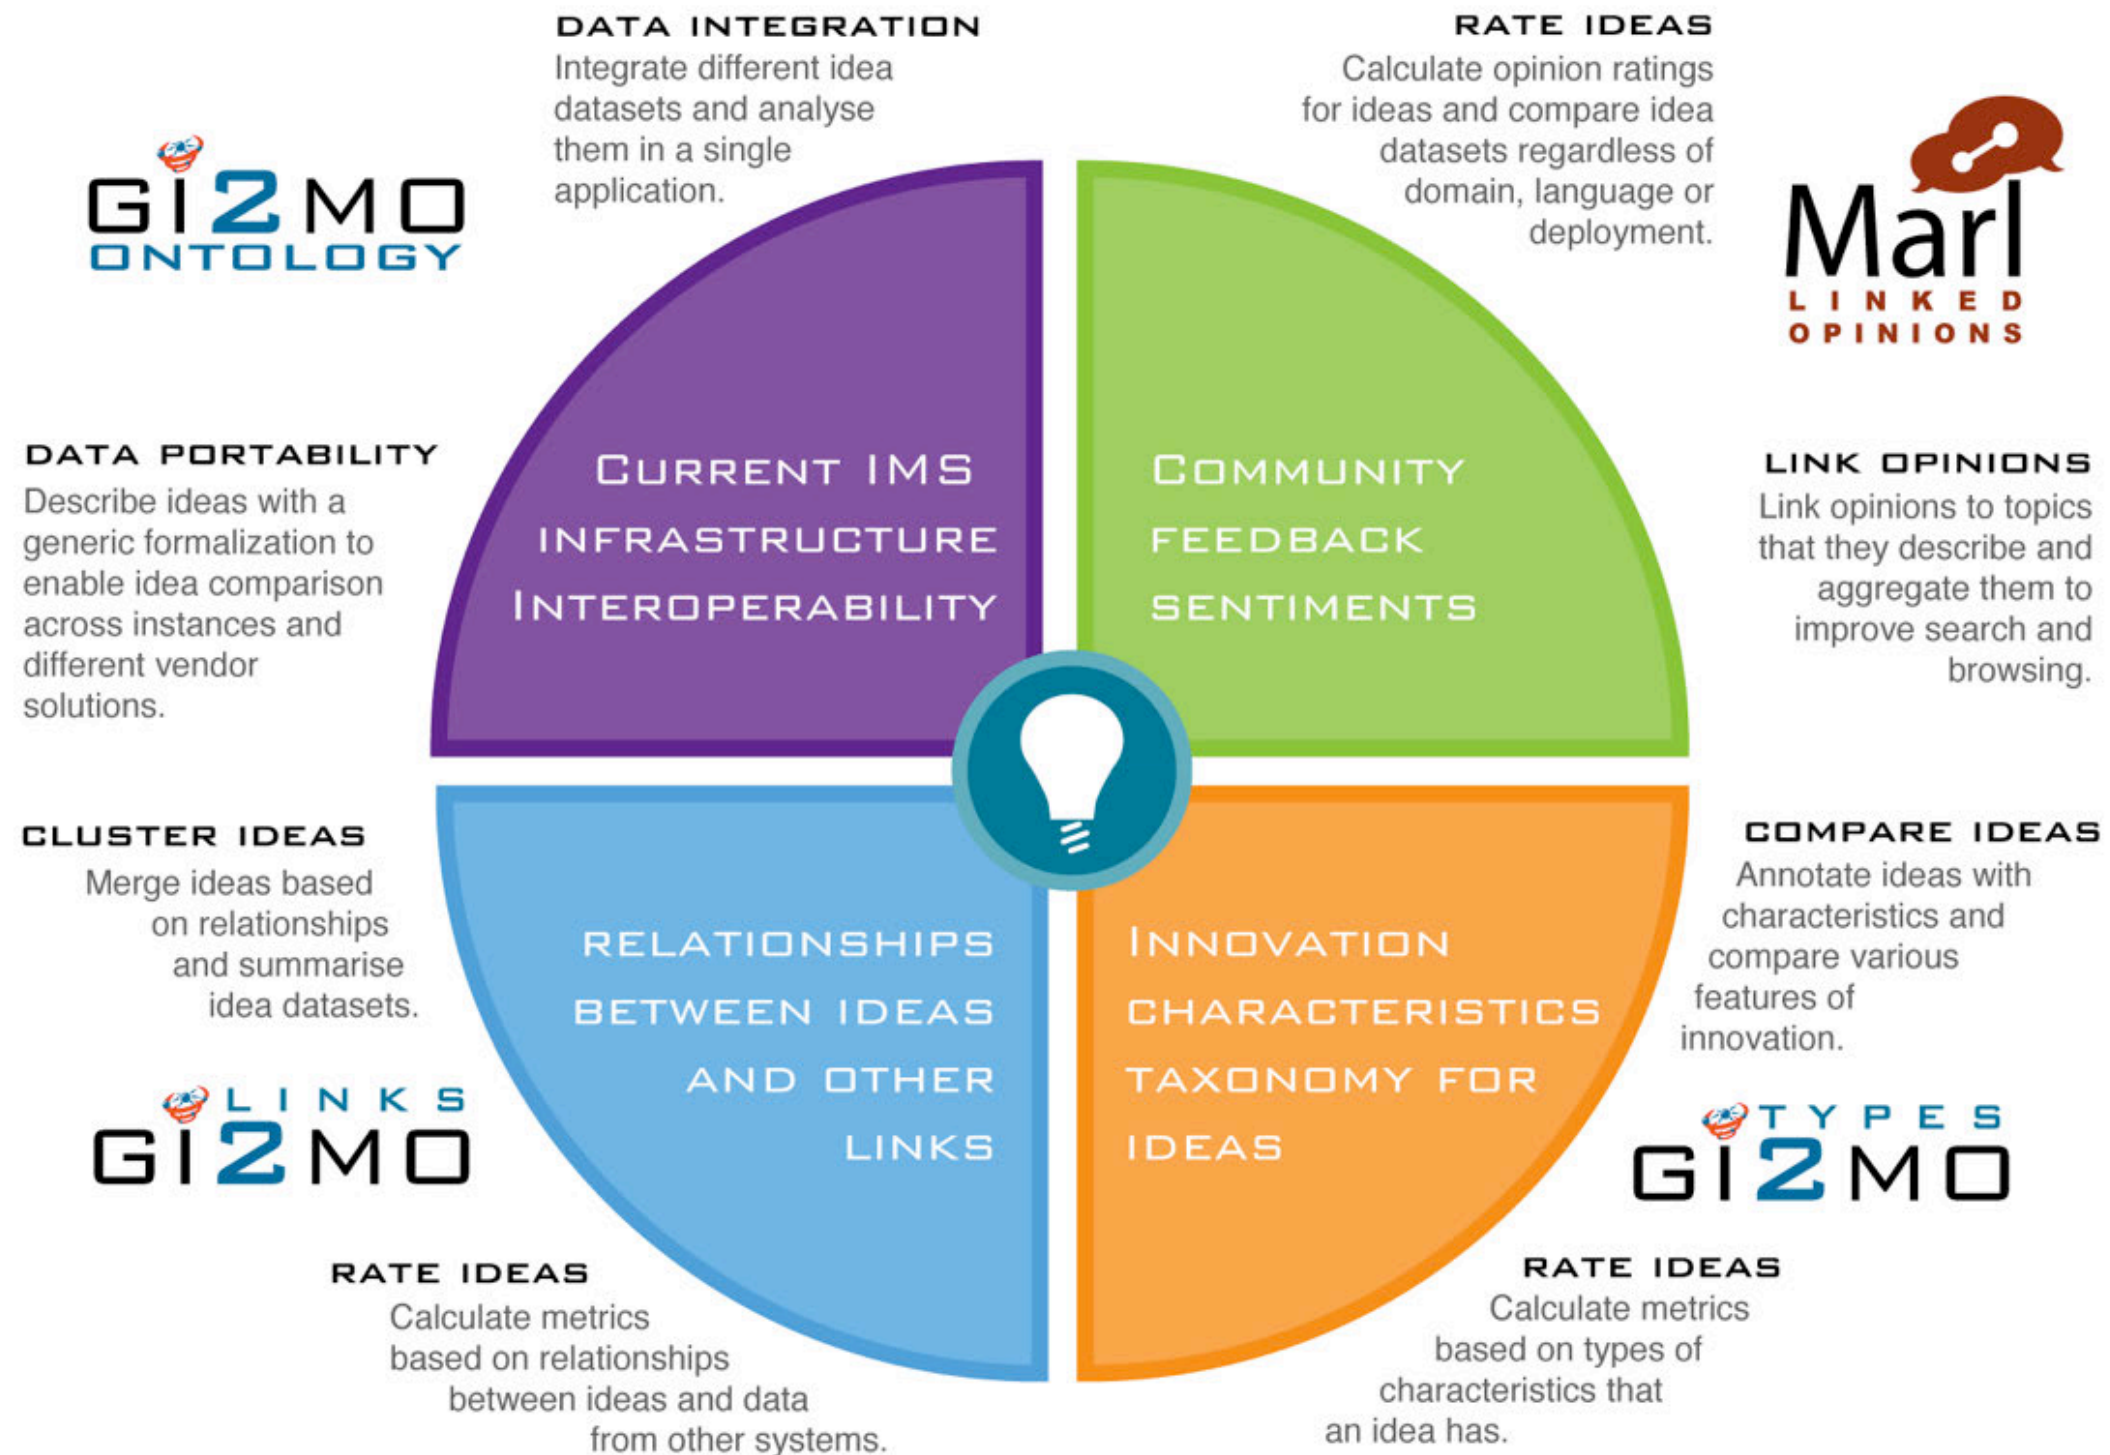 DATA INTEGRATION
Integrate different idea
datasets and analyse
them in a single
application.
RATE IDEAS
Calculate opinion ratings
for ideas and compare idea
datasets regardless of
domain, language or
deployment.
GI2MO
ONTOLOGY
Marl
LINKED
OPINIONS
DATA PORTABILITY
Describe ideas with a
generic formalization to
enable idea comparison
across instances and
different vendor
solutions.
CURRENT IMS
INFRASTRUCTURE
INTEROPERABILITY
COMMUNITY
FEEDBACK
SENTIMENTS
LINK OPINIONS
Link opinions to topics
that they describe and
aggregate them to
improve search and
browsing.
CLUSTER IDEAS
Merge ideas based
on relationships
and summarise
idea datasets.
RELATIONSHIPS
BETWEEN IDEAS
AND OTHER
LINKS
INNOVATION
CHARACTERISTICS
TAXONOMY FOR
IDEAS
COMPARE IDEAS
Annotate ideas with
characteristics and
compare various
features of
innovation.
LINKS
GI2MO
TYPES
GI2MO
RATE IDEAS
Calculate metrics
based on relationships
between ideas and data
from other systems.
RATE IDEAS
Calculate metrics
based on types of
characteristics that
an idea has.